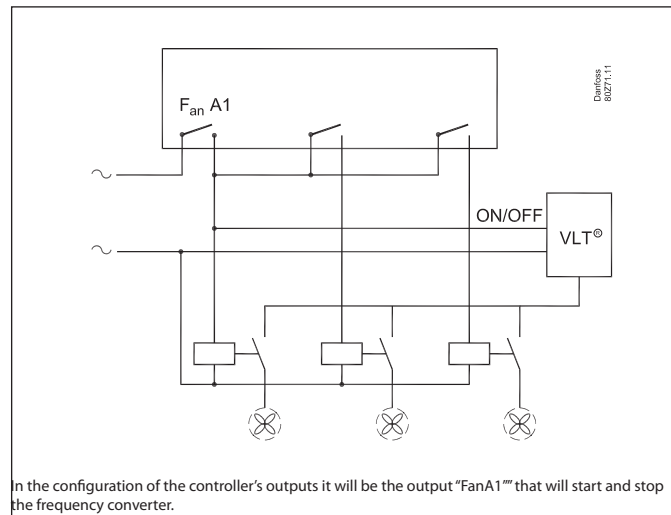 Danfoss
80Z71.11
Fan A1
ON/OFF
VLT®
In the configuration of the controller’s outputs it will be the output “FanA1”” that will start and stop
the frequency converter.